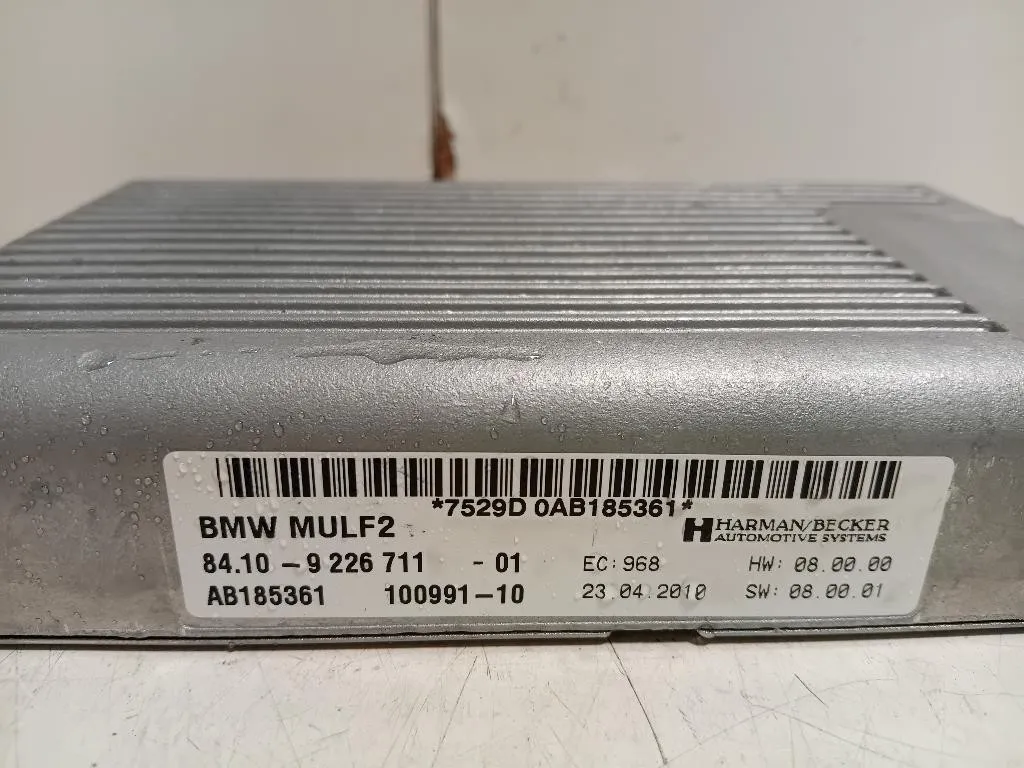 *7529D 0AB185361*
BMW MULF2
HARMAN/BECKER
AUTOMOTIVE SYSTEMS
84.10 - 9 226 711 - 01 EC: 968 HW: 08.00.00
AB185361 100991-10 23.04.2010 SW: 08.00.01